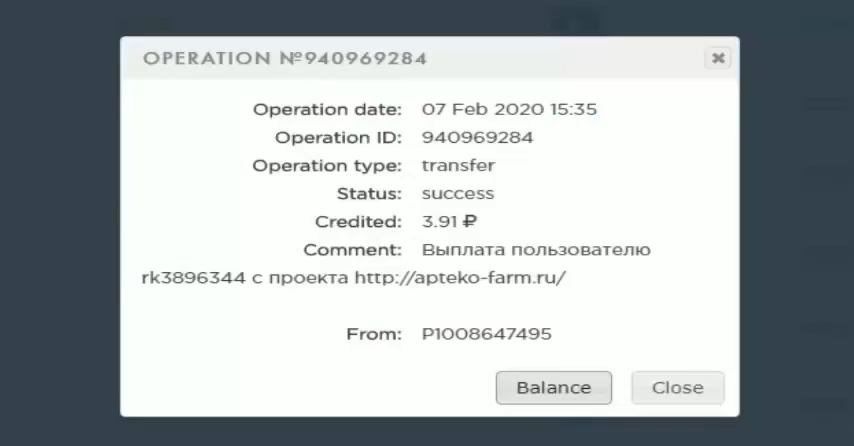 OPERATION №940969284
Operation date: 07 Feb 2020 15:35
Operation ID: 940969284
Operation type: transfer
Status: success
Credited: 3.91 ₽
Comment: Выплата пользователю
rk3896344 с проекта http://apteko-farm.ru/
From: P1008647495
Balance Close